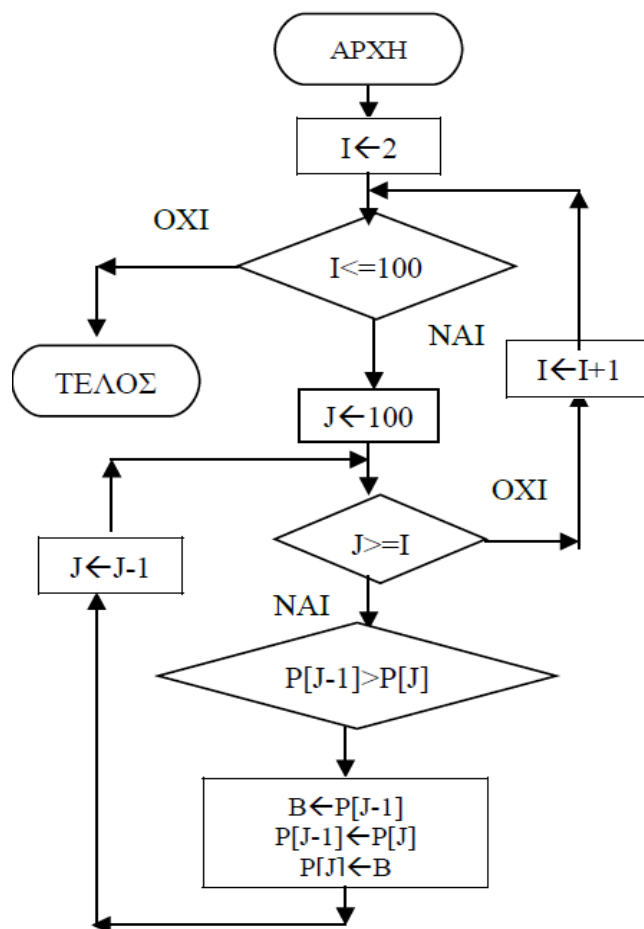 ΑΡΧΗ
I←2
ΟΧΙ
I<=100
ΝΑΙ
I←I+1
ΤΕΛΟΣ
J←100
ΟΧΙ
J>=I
J←J-1
ΝΑΙ
P[J-1]>P[J]
B←P[J-1]
P[J-1]←P[J]
P[J]←B